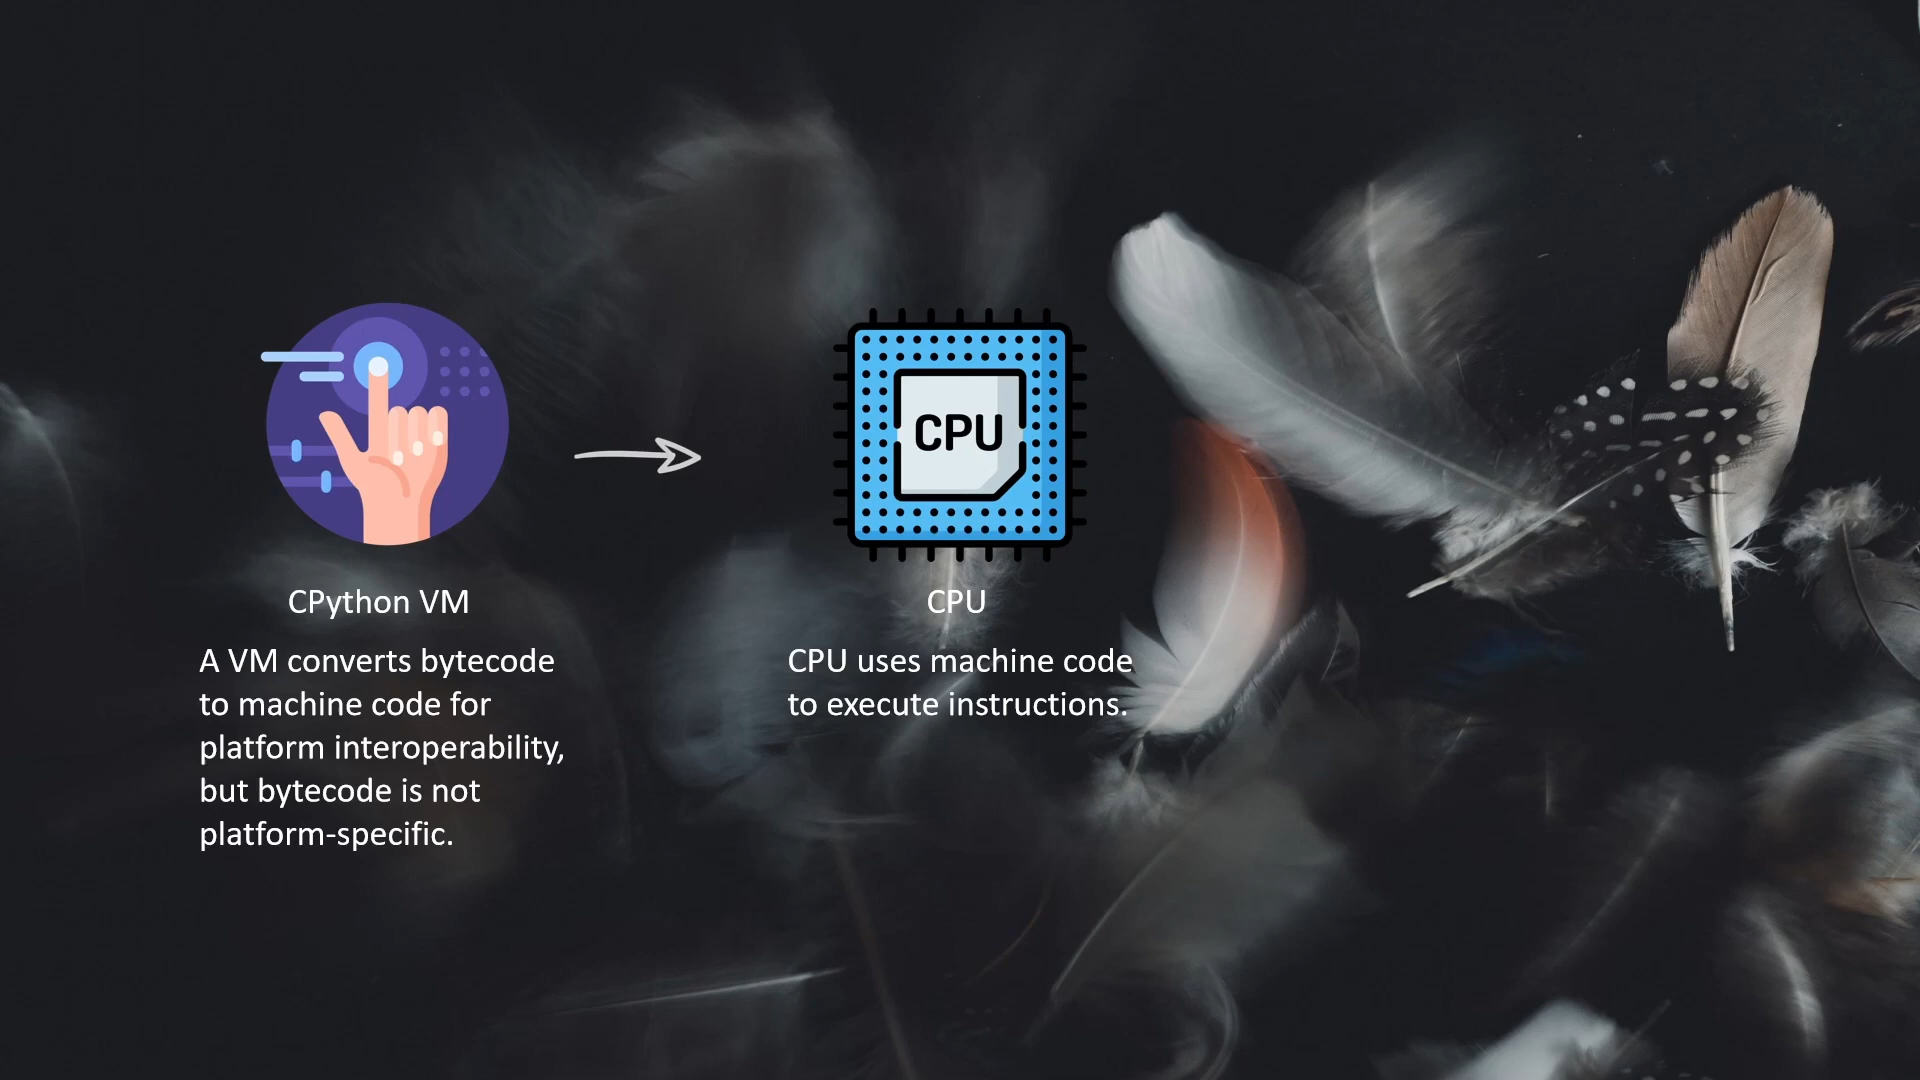 CPU
CPython VM
A VM converts bytecode
to machine code for
platform interoperability,
but bytecode is not
platform-specific.
CPU
CPU uses machine code
to execute instructions.